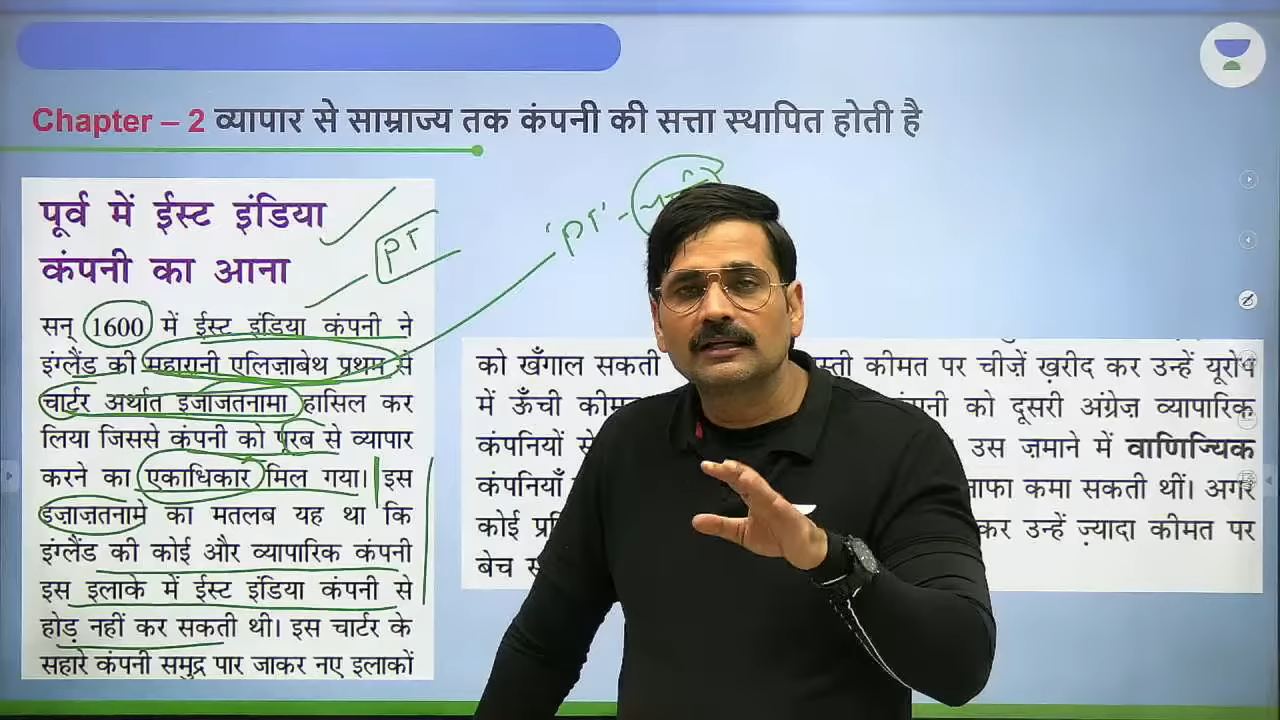 Chapter – 2 व्यापार से साम्राज्य तक कंपनी की सत्ता स्थापित होती है
पूर्व में ईस्ट इंडिया
कंपनी का आना
PT
'PT' -
सन् 1600 में ईस्ट इंडिया कंपनी ने
इंग्लैंड की महारानी एलिज़ाबेथ प्रथम से
चार्टर अर्थात इजाज़तनामा हासिल कर
लिया जिससे कंपनी को पूरब से व्यापार
करने का एकाधिकार मिल गया। इस
इजाज़तनामे का मतलब यह था कि
इंग्लैंड की कोई और व्यापारिक कंपनी
इस इलाके में ईस्ट इंडिया कंपनी से
होड़ नहीं कर सकती थी। इस चार्टर के
सहारे कंपनी समुद्र पार जाकर नए इलाकों
को खँगाल सकती कीमत पर चीज़ें ख़रीद कर उन्हें यूरोप
में ऊँची को दूसरी अंग्रेज व्यापारिक
कंपनियों उस ज़माने में वाणिज्यिक
कंपनियाँ कमा सकती थीं। अगर
कोई कर उन्हें ज़्यादा कीमत पर
बेच